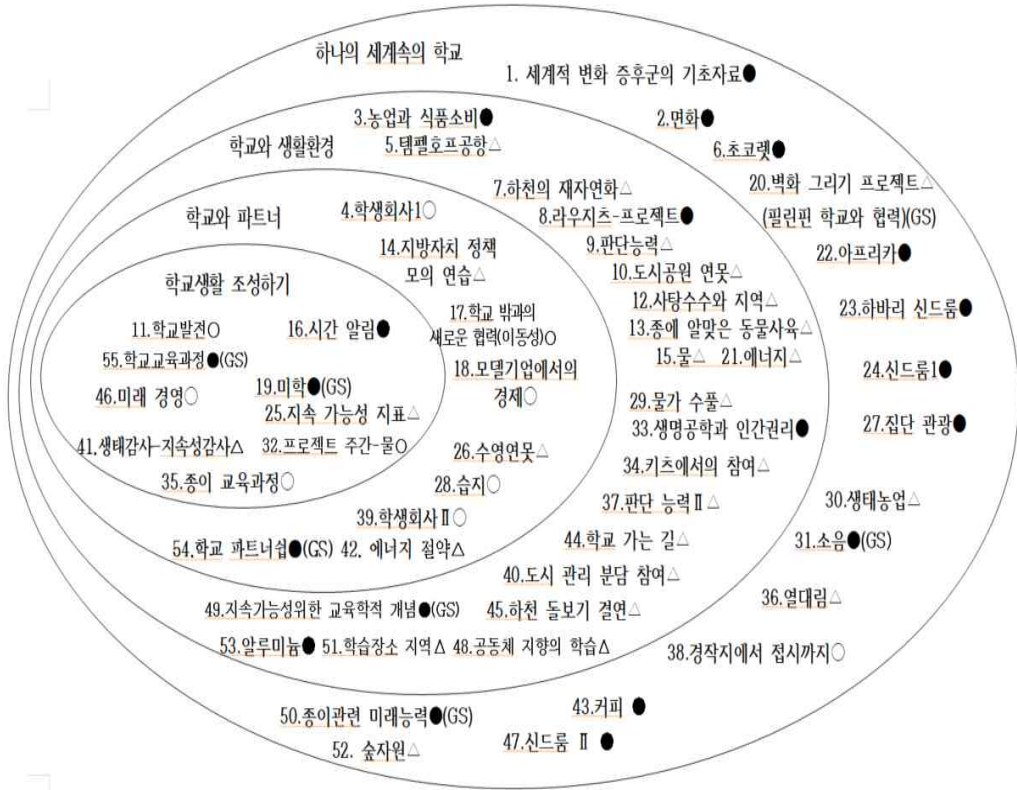 하나의 세계속의 학교
1. 세계적 변화 증후군의 기초자료●
3.농업과 식품소비●
2.면화●
학교와 생활환경
5.템펠호프공항△
6.초코렛●
7.하천의 재자연화△
20.벽화 그리기 프로젝트△
(필린핀 학교와 협력)(GS)
학교와 파트너
4.학생회사1○
8.라우지츠-프로젝트●
14.지방자치 정책
모의 연습△
9.판단능력△
22.아프리카●
10.도시공원 연못△
학교생활 조성하기
12.사탕수수와 지역△
23.하바리 신드룸●
17.학교 밖과의
새로운 협력(이동성)○
13.종에 알맞은 동물사육△
11.학교발견○
16.시간 알림●
15.물△ 21.에너지△
55.학교교육과정●(GS)
18.모델기업에서의
경제○
24.신드룸1●
46.미래 경영○
19.미학●(GS)
29.물가 수풀△
25.지속 가능성 지표△
33.생명공학과 인간권리●
27.집단 관광●
41.생태감사-지속성감사△
32.프로젝트 주간-물○
26.수영연못△
34.키츠에서의 참여△
35.종이 교육과정○
28.습지○
37.판단 능력Ⅱ△
30.생태농업△
39.학생회사Ⅱ○
44.학교 가는 길△
31.소음●(GS)
54.학교 파트너쉽●(GS)
42. 에너지 절약△
40.도시 관리 분담 참여△
36.열대림△
49.지속가능성위한 교육학적 개념●(GS)
45.하천 돌보기 결연△
53.알루미늄●
51.학습장소 지역△
48.공동체 지향의 학습△
38.경작지에서 접시까지○
50.종이관련 미래능력●(GS)
43.커피 ●
52. 숲자원△
47.신드룸 Ⅱ ●